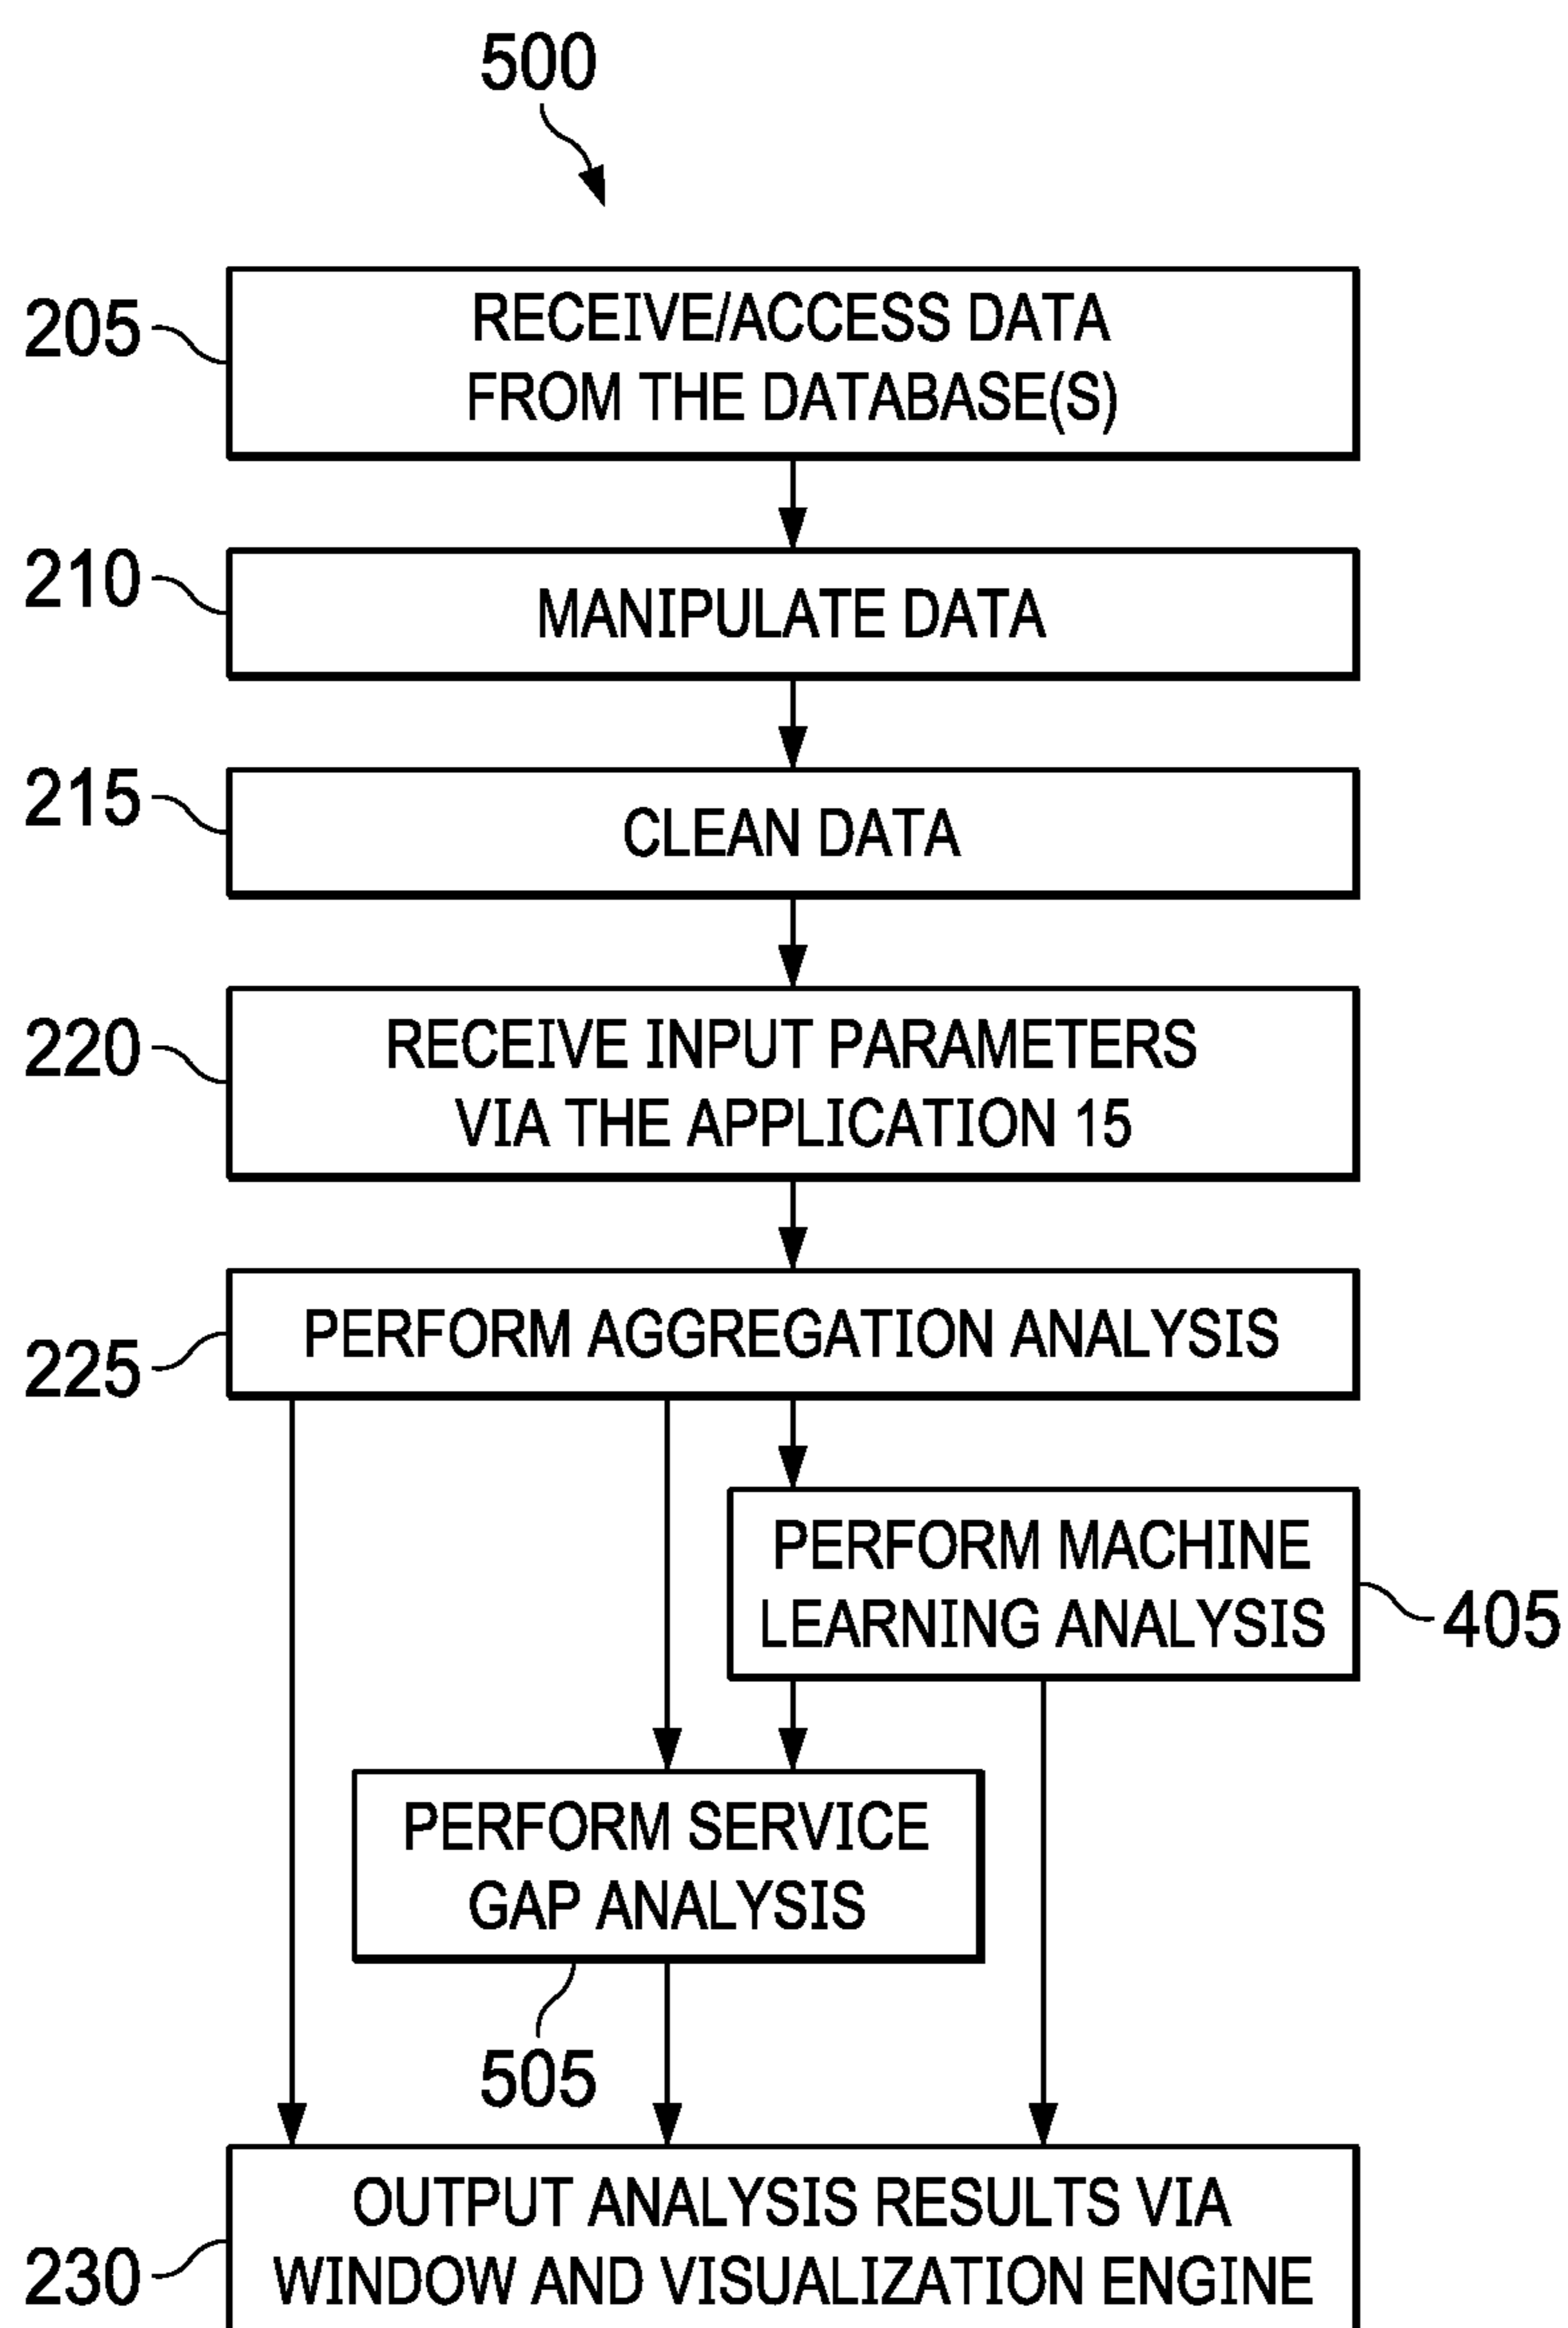 500
205
RECEIVE/ACCESS DATA
FROM THE DATABASE(S)
210
MANIPULATE DATA
215
CLEAN DATA
220
RECEIVE INPUT PARAMETERS
VIA THE APPLICATION 15
225
PERFORM AGGREGATION ANALYSIS
PERFORM MACHINE
LEARNING ANALYSIS
405
PERFORM SERVICE
GAP ANALYSIS
505
230
OUTPUT ANALYSIS RESULTS VIA
WINDOW AND VISUALIZATION ENGINE